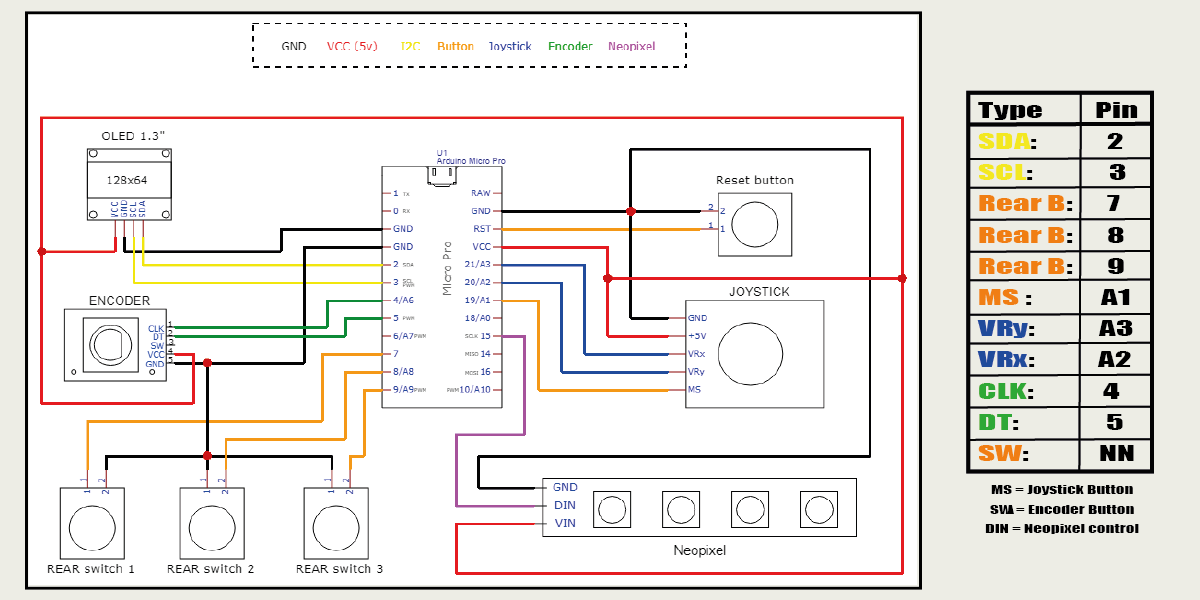 GND VCC (5v) I2C Button Joystick Encoder Neopixel
OLED 1.3"
128x64
VCC GND SCL SDA
U1
Arduino Micro Pro
Micro Pro
1 TX
0 RX
GND
GND
2 SDA
3 SCL PWM
4/A6
5 PWM
6/A7 PWM
7
8/A8
9/A9 PWM
RAW
GND
RST
VCC
21/A3
20/A2
19/A1
18/A0
SCLK 15
MISO 14
MOSI 16
PWM 10/A10
Reset button
2 2
1 1
ENCODER
CLK 1
DT 2
SW 3
VCC 4
GND 5
JOYSTICK
GND
+5V
VRx
VRy
MS
1 2
1 2
1 2
1 2
1 2
1 2
REAR switch 1
REAR switch 2
REAR switch 3
GND
DIN
VIN
Neopixel
Type Pin
SDA: 2
SCL: 3
Rear B: 7
Rear B: 8
Rear B: 9
MS : A1
VRy: A3
VRx: A2
CLK: 4
DT: 5
SW: NN
MS = Joystick Button
SW = Encoder Button
DIN = Neopixel control